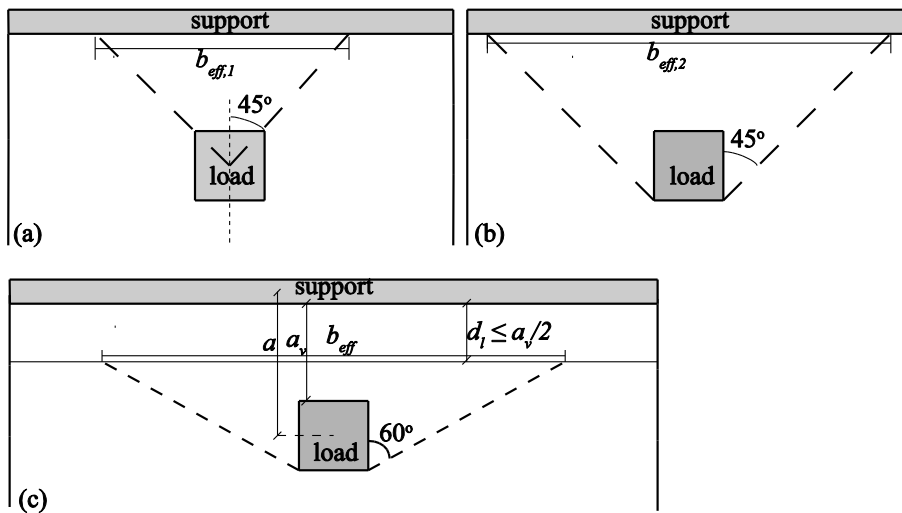 support
b_eff,1
45°
load
(a)
support
b_eff,2
45°
load
(b)
support
a
a_v
b_eff
d_l ≤ a_v/2
60°
load
(c)